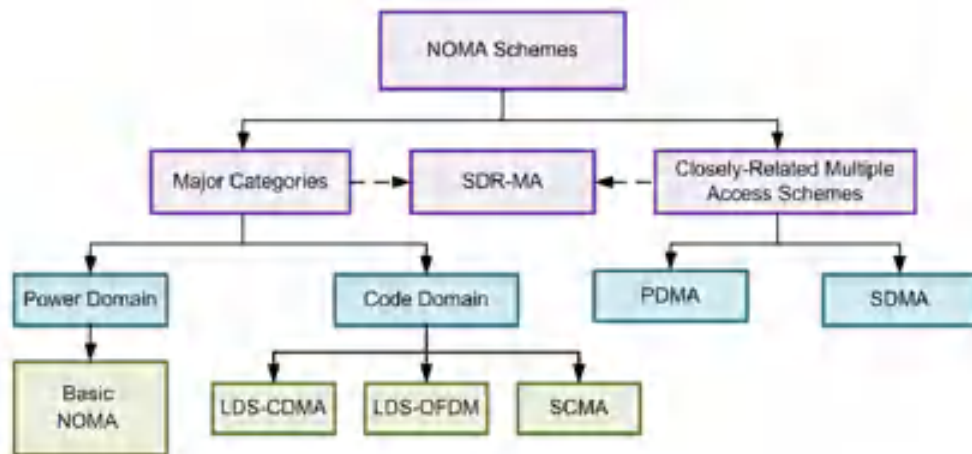 NOMA Schemes
Major Categories
SDR-MA
Closely-Related Multiple
Access Schemes
Power Domain
Code Domain
PDMA
SDMA
Basic
NOMA
LDS-CDMA
LDS-OFDM
SCMA